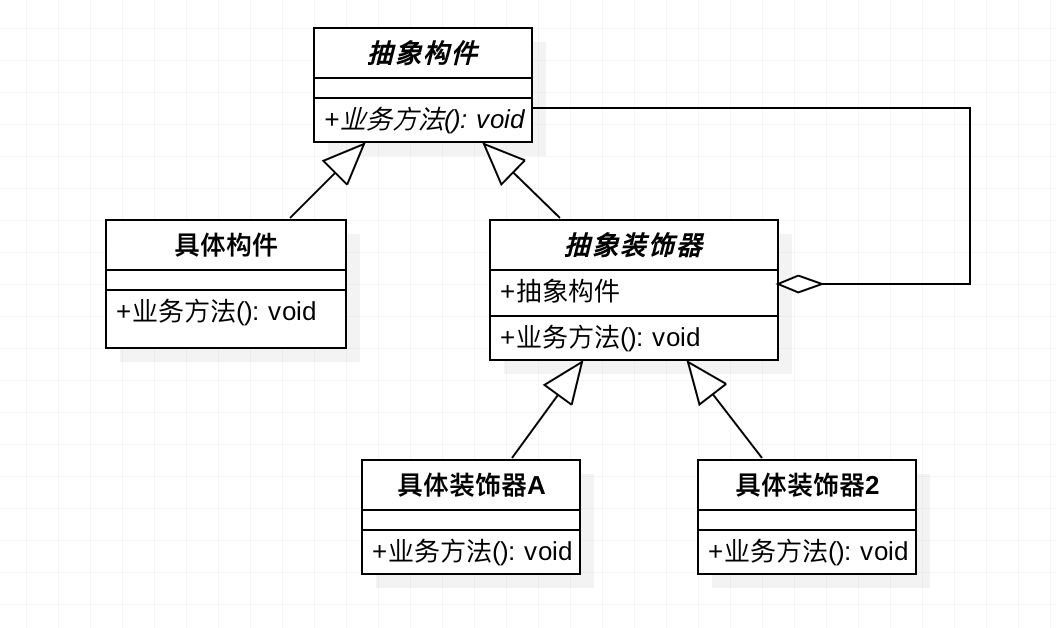 抽象构件
+业务方法(): void
具体构件
+业务方法(): void
抽象装饰器
+抽象构件
+业务方法(): void
具体装饰器A
+业务方法(): void
具体装饰器2
+业务方法(): void